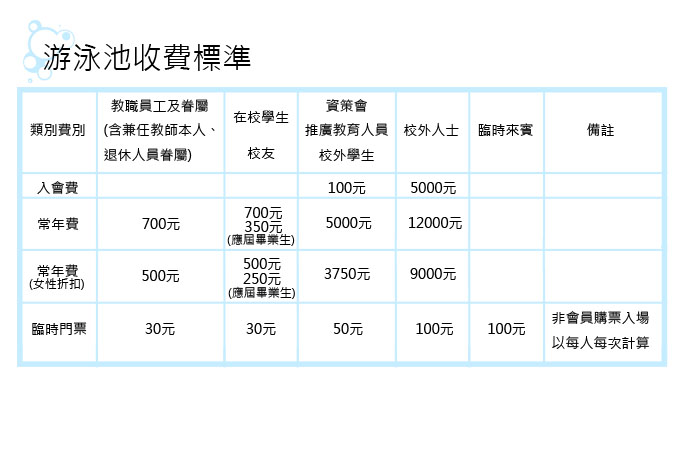 游泳池收費標準
類別費別
教職員工及眷屬
(含兼任教師本人、
退休人員眷屬)
在校學生
校友
資策會
推廣教育人員
校外學生
校外人士
臨時來賓
備註
入會費
100元
5000元
常年費
700元
700元
350元
(應屆畢業生)
5000元
12000元
常年費
(女性折扣)
500元
500元
250元
(應屆畢業生)
3750元
9000元
臨時門票
30元
30元
50元
100元
100元
非會員購票入場
以每人每次計算